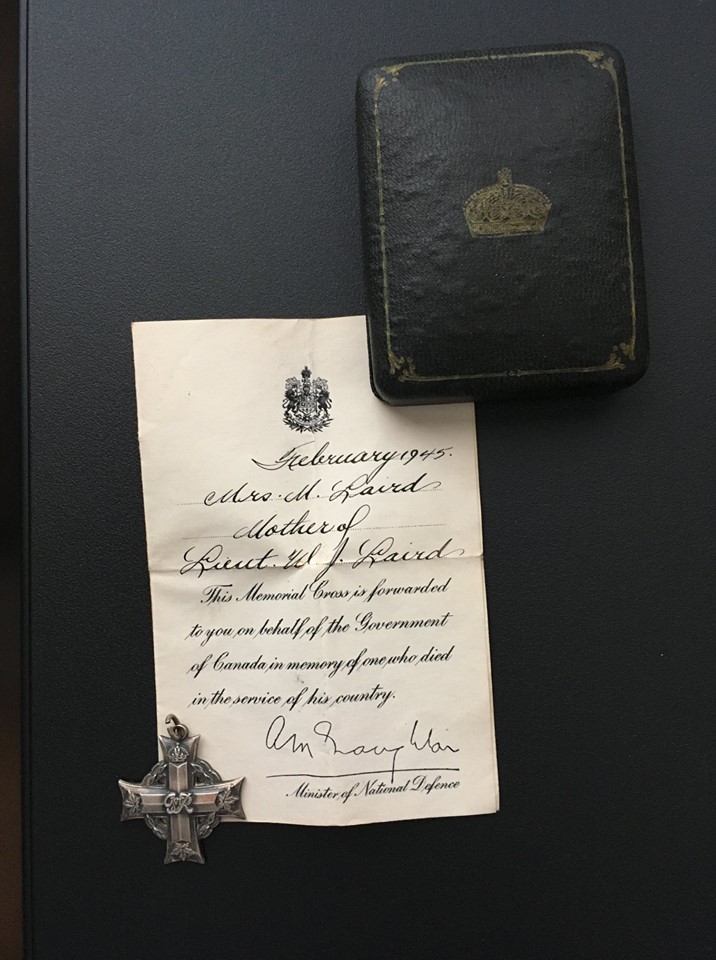 February 1945.
Mrs. M. Laird
Mother of
Lieut. W. J. Laird
This Memorial Cross is forwarded
to you on behalf of the Government
of Canada in memory of one who died
in the service of his country.
A M Naughton
Minister of National Defence
GRI